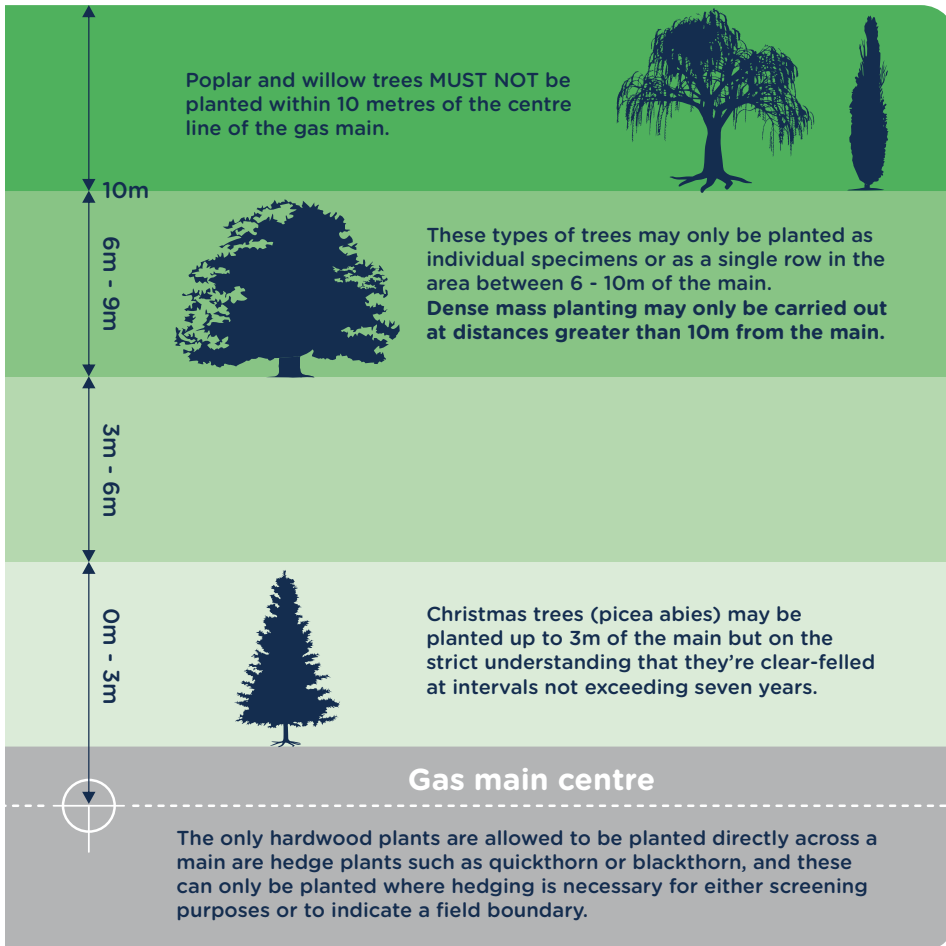 Poplar and willow trees MUST NOT be
planted within 10 metres of the centre
line of the gas main.
10m
6m - 9m
These types of trees may only be planted as
individual specimens or as a single row in the
area between 6 - 10m of the main.
Dense mass planting may only be carried out
at distances greater than 10m from the main.
3m - 6m
0m - 3m
Christmas trees (picea abies) may be
planted up to 3m of the main but on the
strict understanding that they’re clear-felled
at intervals not exceeding seven years.
Gas main centre
The only hardwood plants are allowed to be planted directly across a
main are hedge plants such as quickthorn or blackthorn, and these
can only be planted where hedging is necessary for either screening
purposes or to indicate a field boundary.